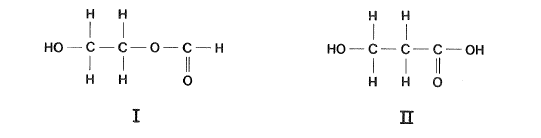 H H H H
HO—C—C—O—C—H HO—C—C—C—OH
H H O H H O
I II